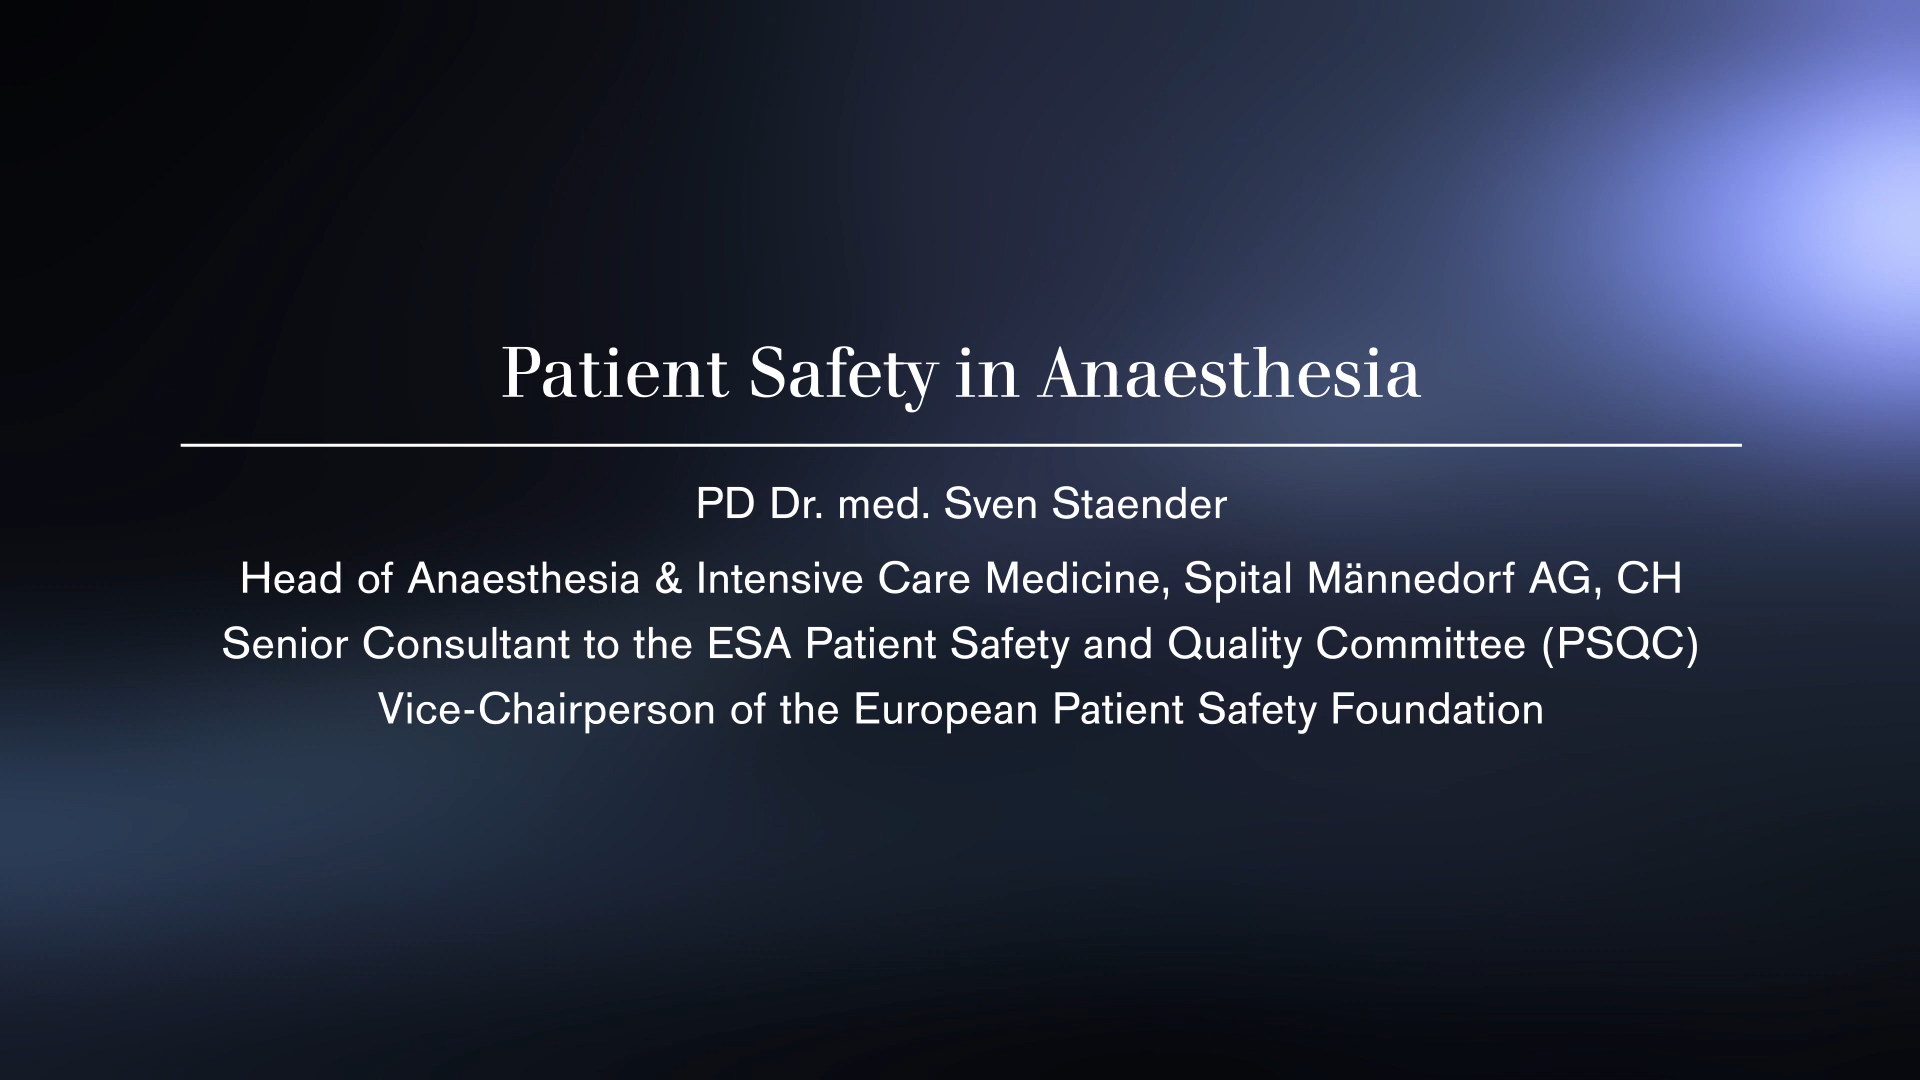 Patient Safety in Anaesthesia
PD Dr. med. Sven Staender
Head of Anaesthesia & Intensive Care Medicine, Spital Männedorf AG, CH
Senior Consultant to the ESA Patient Safety and Quality Committee (PSQC)
Vice-Chairperson of the European Patient Safety Foundation